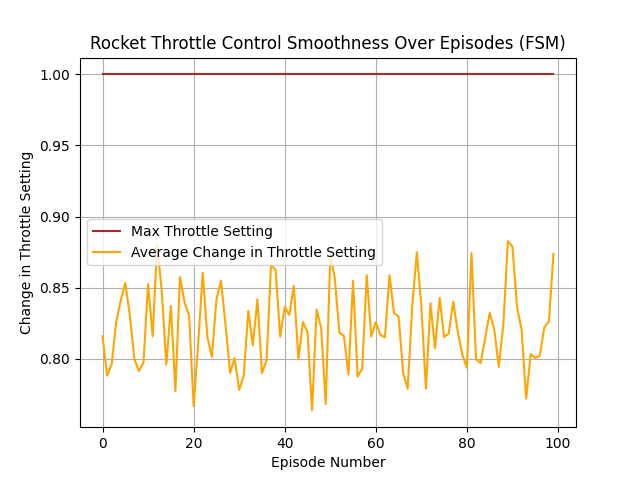 Rocket Throttle Control Smoothness Over Episodes (FSM)
Change in Throttle Setting
1.00
0.95
0.90
0.85
0.80
Max Throttle Setting
Average Change in Throttle Setting
0 20 40 60 80 100
Episode Number